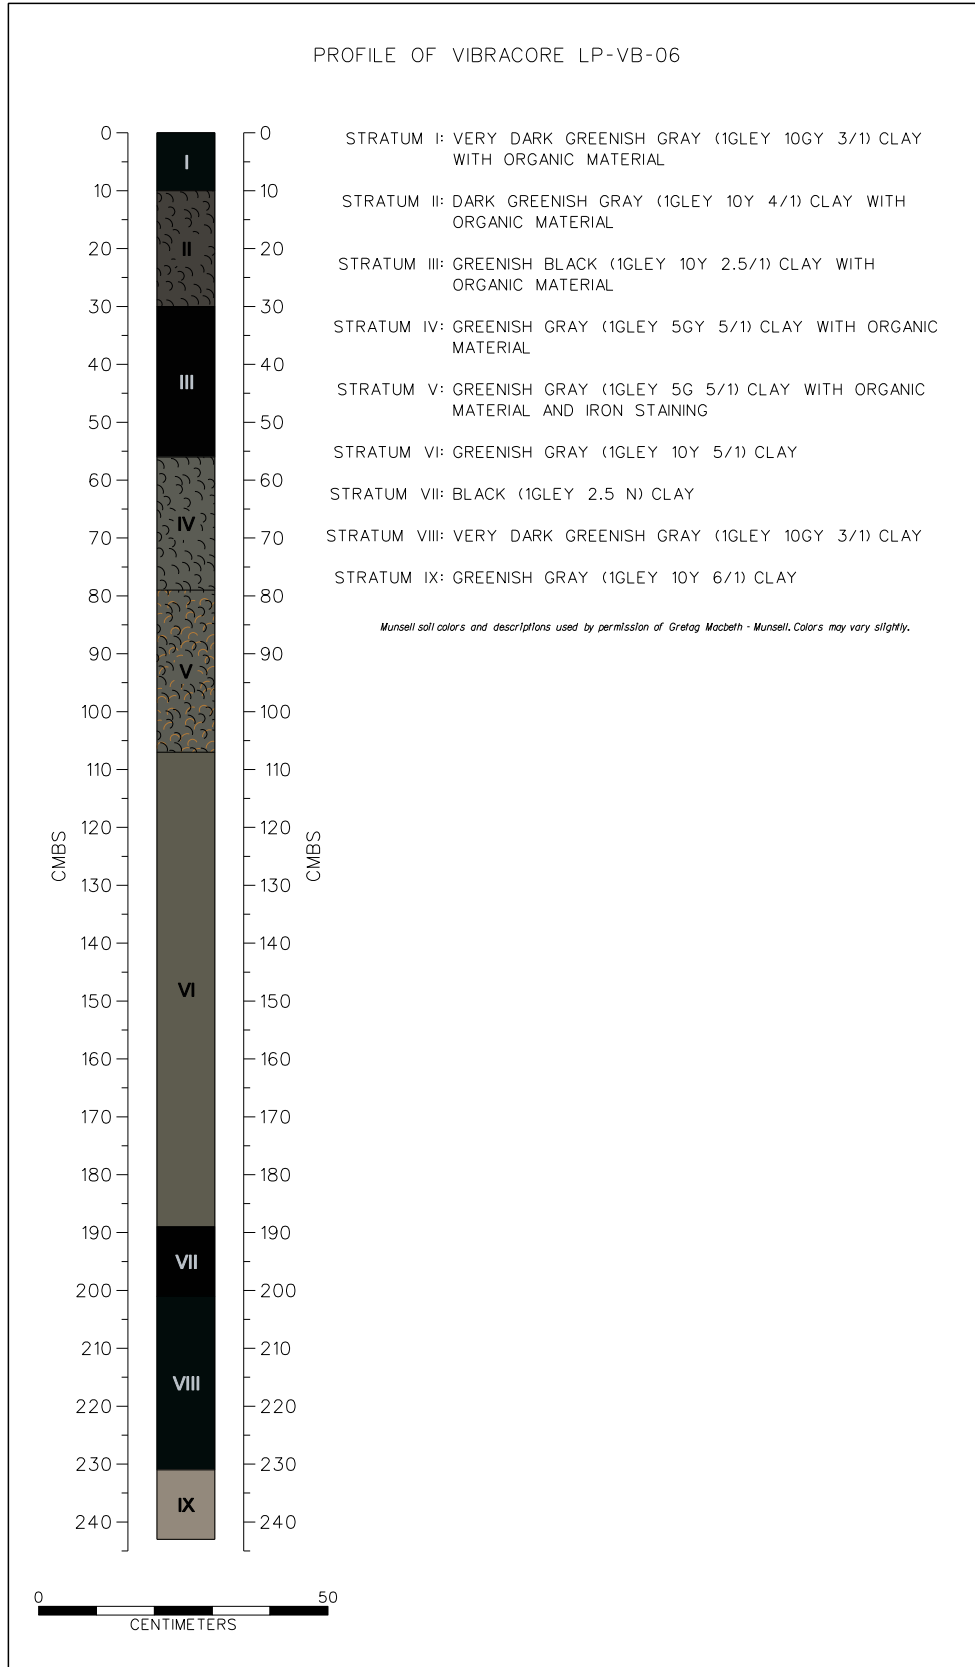 PROFILE OF VIBRACORE LP-VB-06
STRATUM I: VERY DARK GREENISH GRAY (1GLEY 10GY 3/1) CLAY
WITH ORGANIC MATERIAL
STRATUM II: DARK GREENISH GRAY (1GLEY 10Y 4/1) CLAY WITH
ORGANIC MATERIAL
STRATUM III: GREENISH BLACK (1GLEY 10Y 2.5/1) CLAY WITH
ORGANIC MATERIAL
STRATUM IV: GREENISH GRAY (1GLEY 5GY 5/1) CLAY WITH ORGANIC
MATERIAL
STRATUM V: GREENISH GRAY (1GLEY 5G 5/1) CLAY WITH ORGANIC
MATERIAL AND IRON STAINING
STRATUM VI: GREENISH GRAY (1GLEY 10Y 5/1) CLAY
STRATUM VII: BLACK (1GLEY 2.5 N) CLAY
STRATUM VIII: VERY DARK GREENISH GRAY (1GLEY 10GY 3/1) CLAY
STRATUM IX: GREENISH GRAY (1GLEY 10Y 6/1) CLAY
Munsell soil colors and descriptions used by permission of Gretag Macbeth - Munsell. Colors may vary slightly.
0 0
I
10 10
20 II 20
30 30
40 40
III
50 50
60 60
IV
70 70
80 80
90 90
V
100 100
110 110
120 120
CMBS CMBS
130 130
140 140
VI
150 150
160 160
170 170
180 180
190 190
VII
200 200
210 210
VIII
220 220
230 230
IX
240 240
0 50
CENTIMETERS